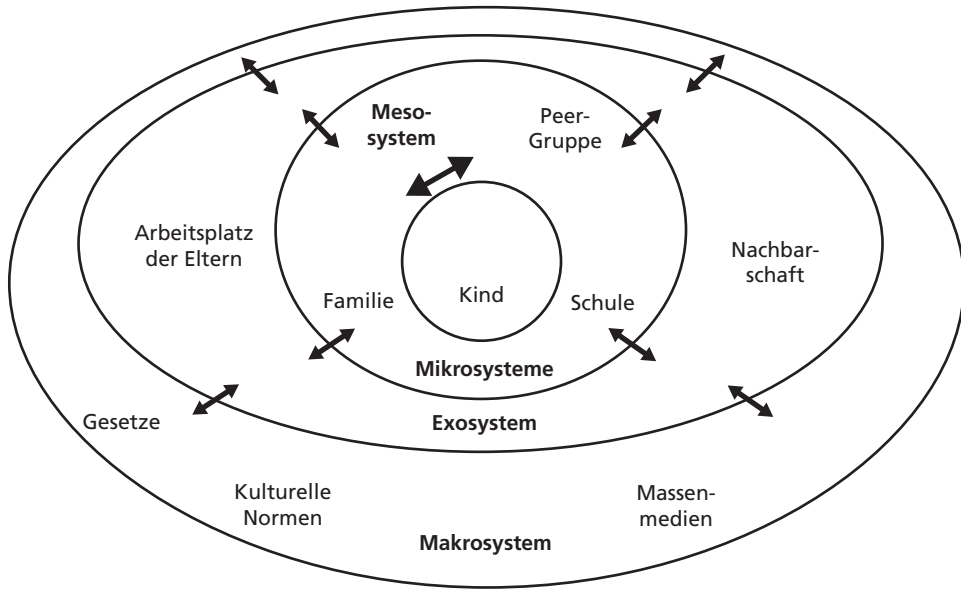 Meso-
system
Peer-
Gruppe
Arbeitsplatz
der Eltern
Nachbar-
schaft
Familie
Kind
Schule
Mikrosysteme
Exosystem
Gesetze
Kulturelle
Normen
Massen-
medien
Makrosystem